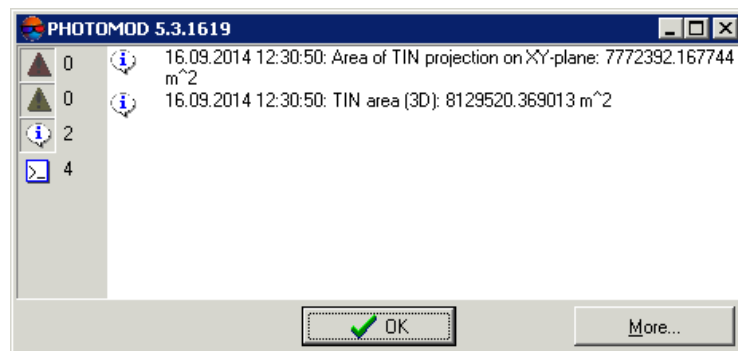 PHOTOMOD 5.3.1619
0
16.09.2014 12:30:50: Area of TIN projection on XY-plane: 7772392.167744
m^2
0
16.09.2014 12:30:50: TIN area (3D): 8129520.369013 m^2
2
4
OK
More...